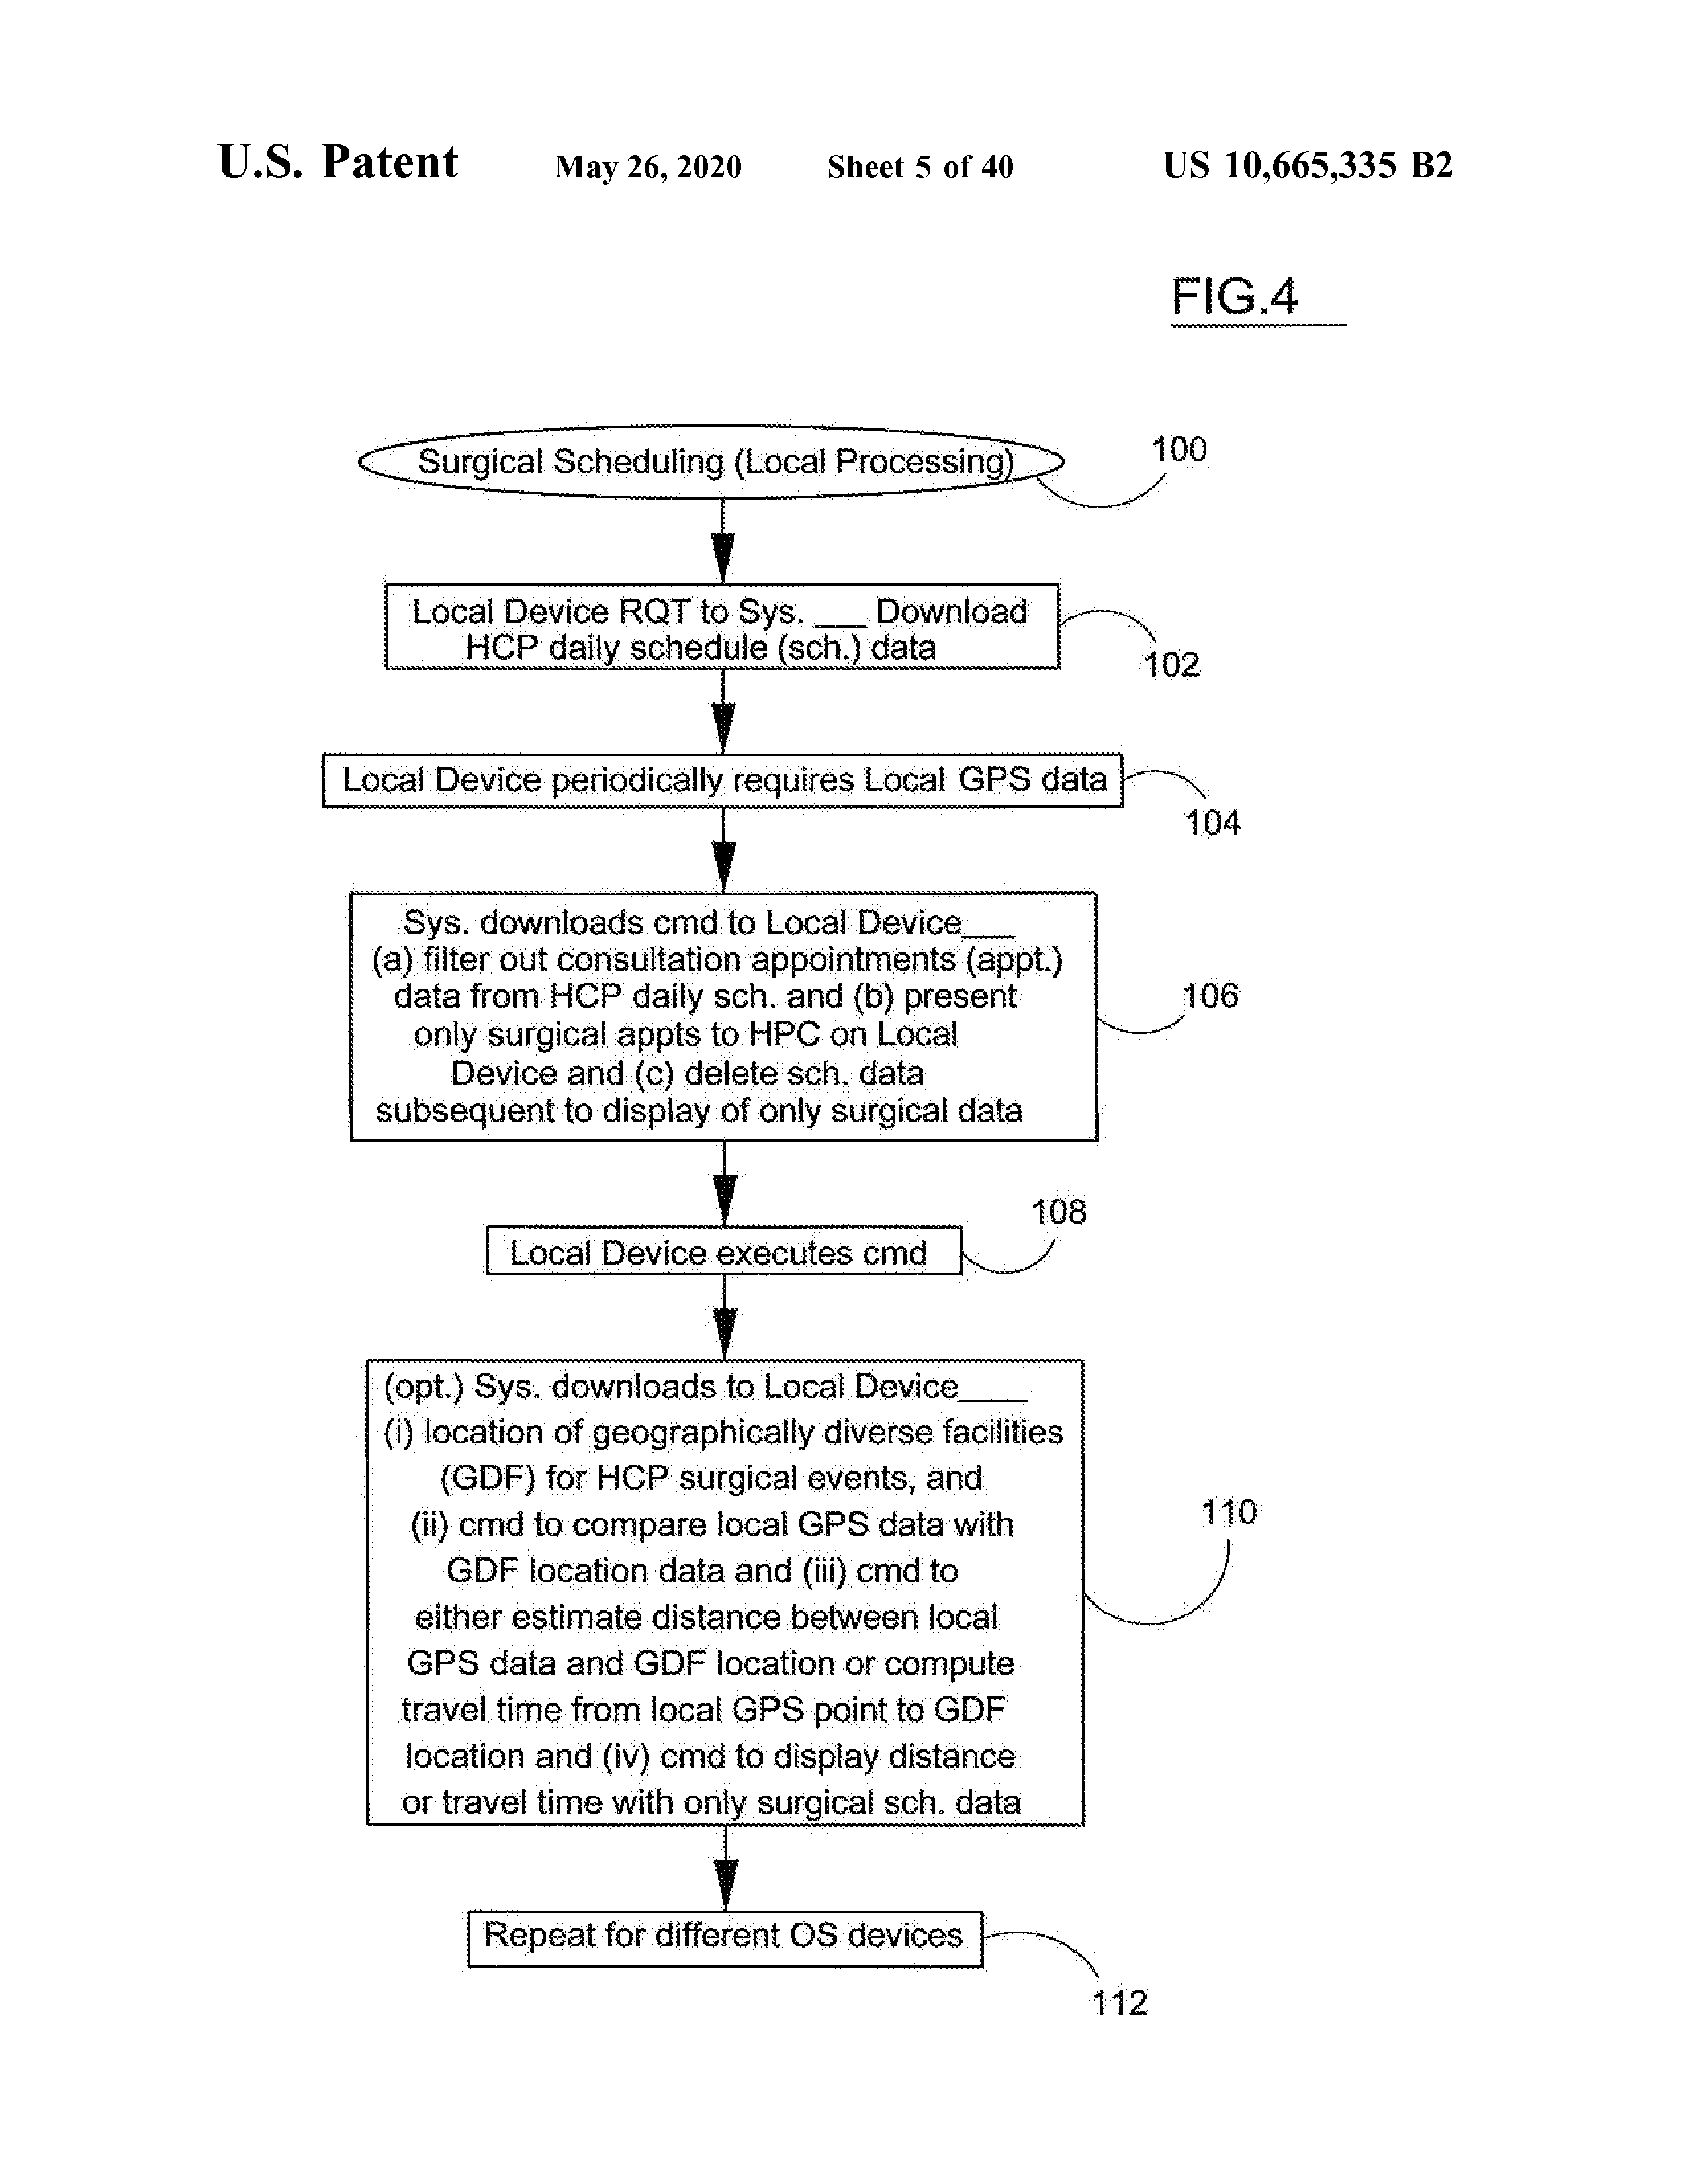 U.S. Patent May 26, 2020 Sheet 5 of 40 US 10,665,335 B2
FIG.4
Surgical Scheduling (Local Processing)
100
Local Device RQT to Sys. ___ Download
HCP daily schedule (sch.) data
102
Local Device periodically requires Local GPS data
104
Sys. downloads cmd to Local Device___
(a) filter out consultation appointments (appt.)
data from HCP daily sch. and (b) present
only surgical appts to HPC on Local
Device and (c) delete sch. data
subsequent to display of only surgical data
106
Local Device executes cmd
108
(opt.) Sys. downloads to Local Device____
(i) location of geographically diverse facilities
(GDF) for HCP surgical events, and
(ii) cmd to compare local GPS data with
GDF location data and (iii) cmd to
either estimate distance between local
GPS data and GDF location or compute
travel time from local GPS point to GDF
location and (iv) cmd to display distance
or travel time with only surgical sch. data
110
Repeat for different OS devices
112